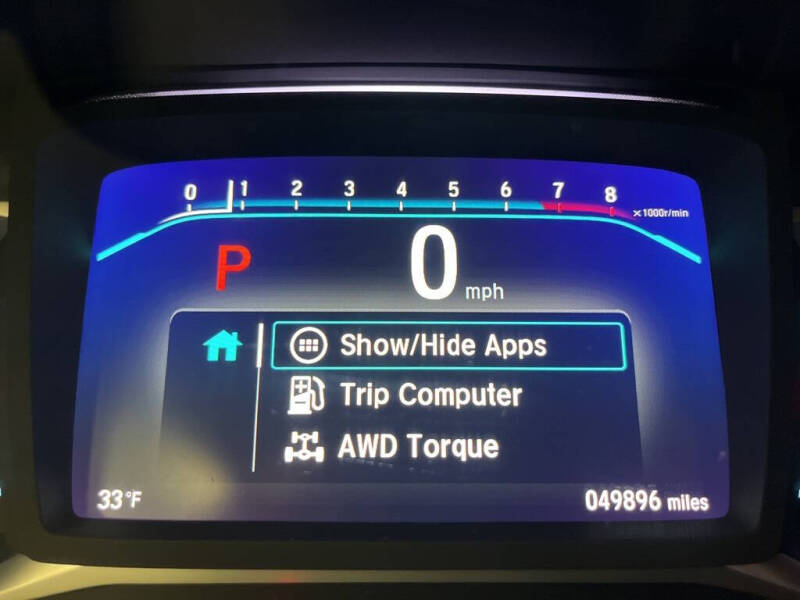 0 1 2 3 4 5 6 7 8 ×1000r/min
P 0 mph
Show/Hide Apps
Trip Computer
AWD Torque
33°F 049896 miles